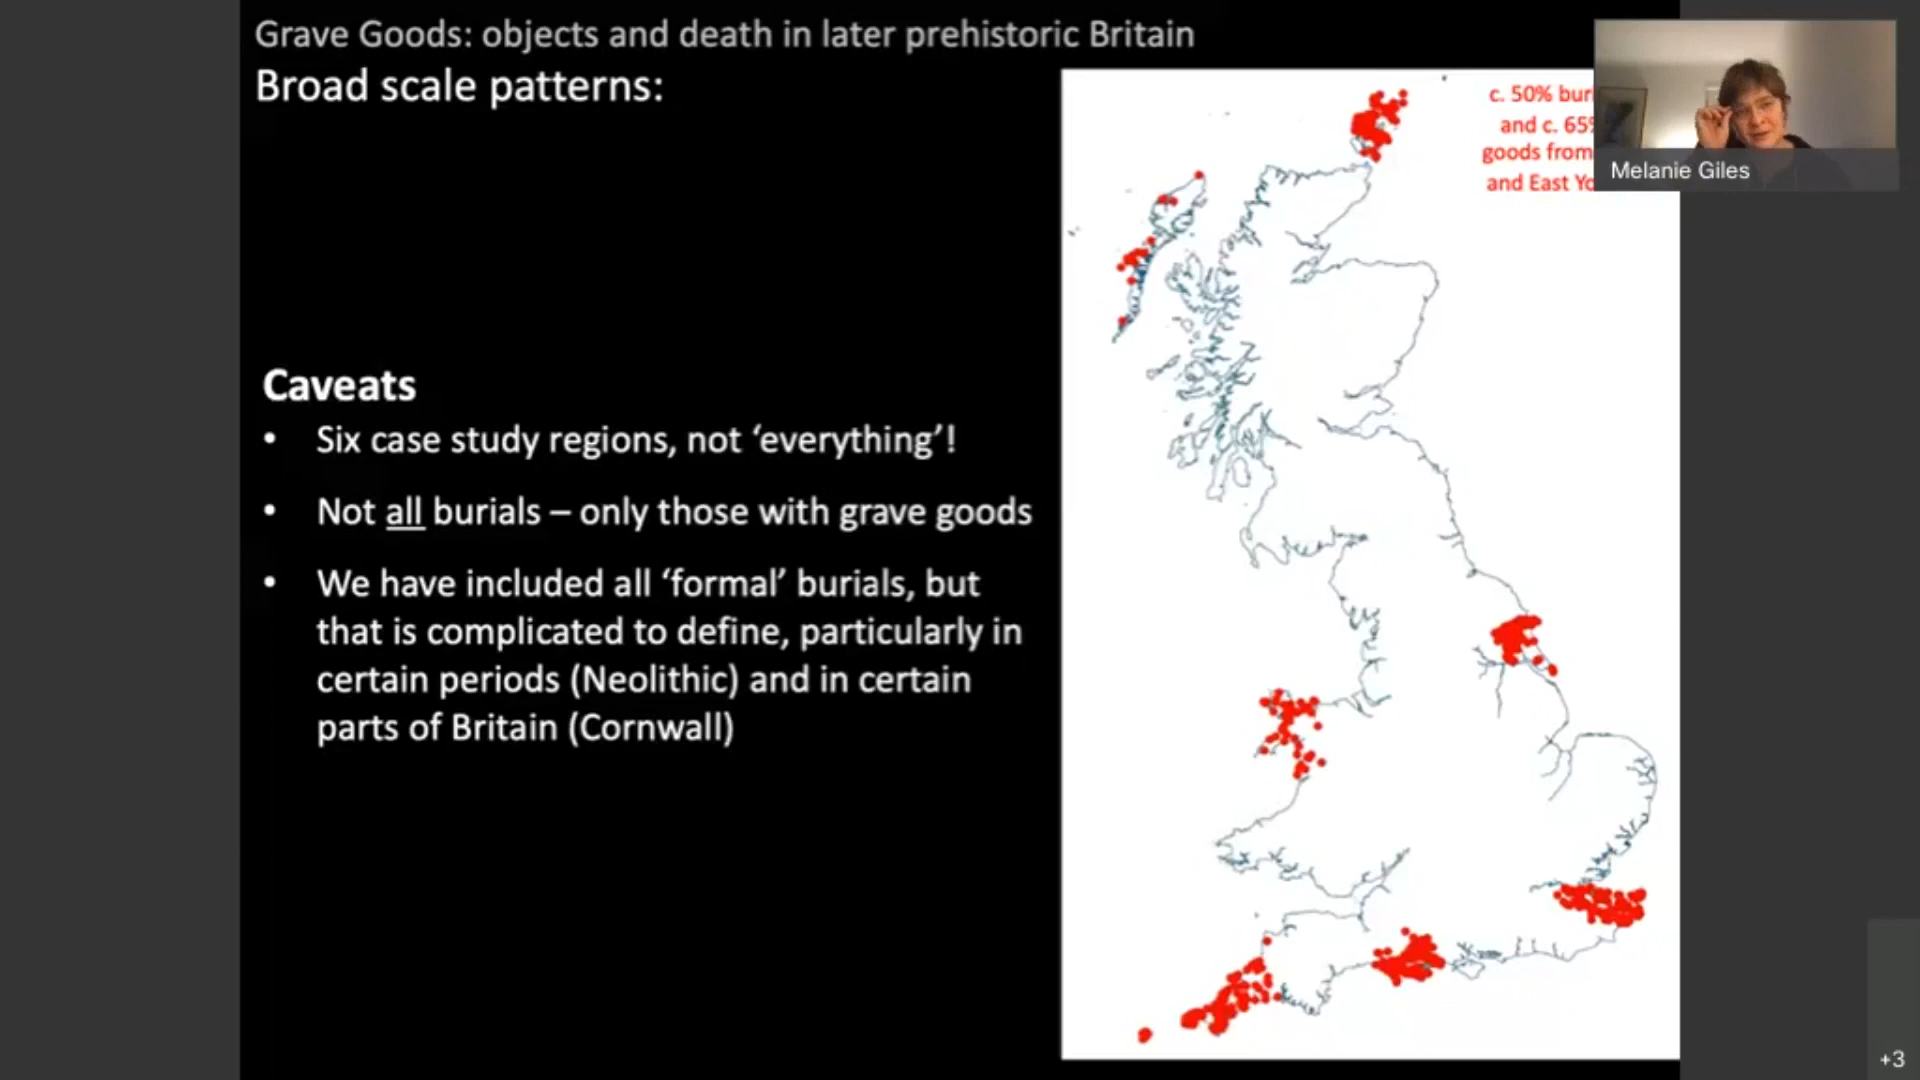 Grave Goods: objects and death in later prehistoric Britain
Broad scale patterns:
c. 50%
and c.
goods from
and East
Melanie Giles
Caveats
• Six case study regions, not ‘everything’!
• Not all burials – only those with grave goods
• We have included all ‘formal’ burials, but
that is complicated to define, particularly in
certain periods (Neolithic) and in certain
parts of Britain (Cornwall)
+3